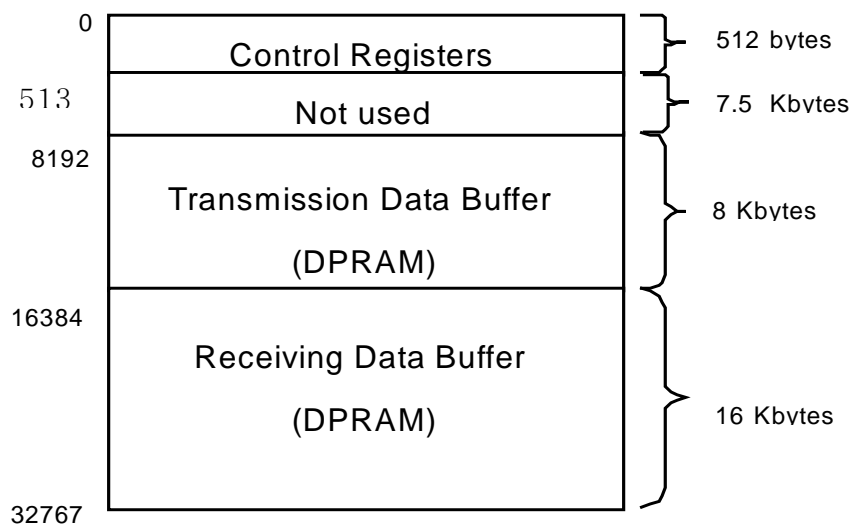 0
Control Registers
512 bytes
513
Not used
7.5 Kbytes
8192
Transmission Data Buffer
(DPRAM)
8 Kbytes
16384
Receiving Data Buffer
(DPRAM)
16 Kbytes
32767